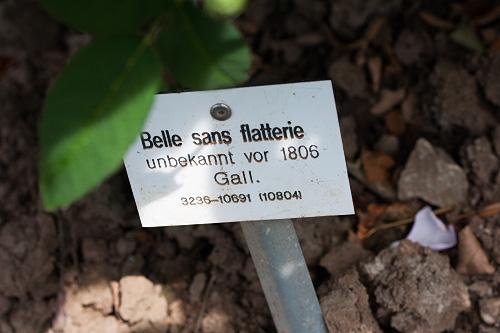 Belle sans flatterie
unbekannt vor 1806
Gall.
3236-10691 (10804)